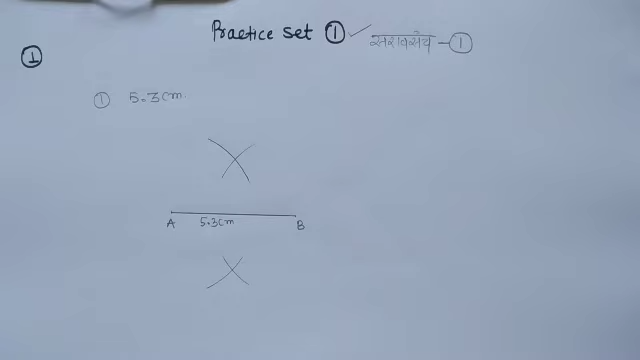 Practice set ① सरावसंच - ①
①
① 5.3cm.
A 5.3cm B